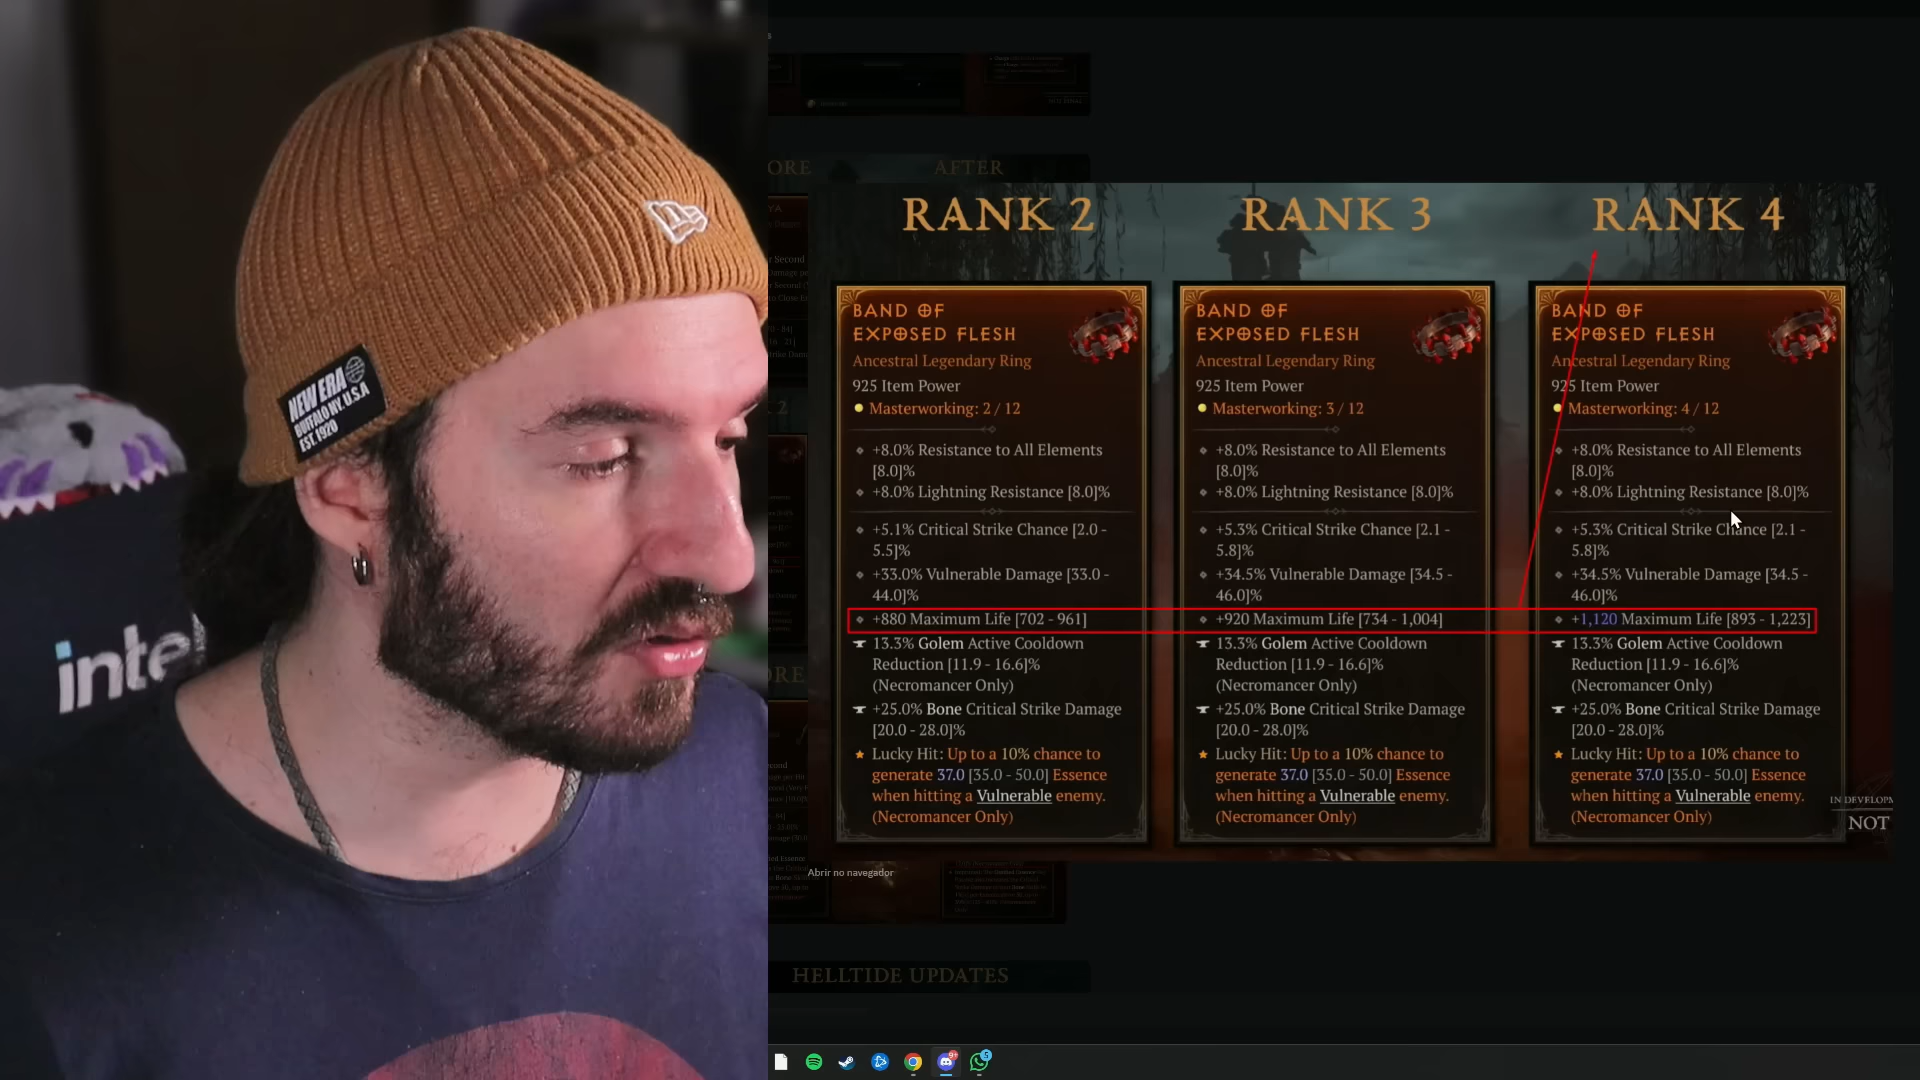 ORE
AFTER
RANK 2
RANK 3
RANK 4
BAND OF
EXPOSED FLESH
Ancestral Legendary Ring
925 Item Power
Masterworking: 2 / 12
+8.0% Resistance to All Elements
[8.0]%
+8.0% Lightning Resistance [8.0]%
+5.1% Critical Strike Chance [2.0 -
5.5]%
+33.0% Vulnerable Damage [33.0 -
44.0]%
+880 Maximum Life [702 - 961]
13.3% Golem Active Cooldown
Reduction [11.9 - 16.6]%
(Necromancer Only)
+25.0% Bone Critical Strike Damage
[20.0 - 28.0]%
Lucky Hit: Up to a 10% chance to
generate 37.0 [35.0 - 50.0] Essence
when hitting a Vulnerable enemy.
(Necromancer Only)
BAND OF
EXPOSED FLESH
Ancestral Legendary Ring
925 Item Power
Masterworking: 3 / 12
+8.0% Resistance to All Elements
[8.0]%
+8.0% Lightning Resistance [8.0]%
+5.3% Critical Strike Chance [2.1 -
5.8]%
+34.5% Vulnerable Damage [34.5 -
46.0]%
+920 Maximum Life [734 - 1,004]
13.3% Golem Active Cooldown
Reduction [11.9 - 16.6]%
(Necromancer Only)
+25.0% Bone Critical Strike Damage
[20.0 - 28.0]%
Lucky Hit: Up to a 10% chance to
generate 37.0 [35.0 - 50.0] Essence
when hitting a Vulnerable enemy.
(Necromancer Only)
BAND OF
EXPOSED FLESH
Ancestral Legendary Ring
925 Item Power
Masterworking: 4 / 12
+8.0% Resistance to All Elements
[8.0]%
+8.0% Lightning Resistance [8.0]%
+5.3% Critical Strike Chance [2.1 -
5.8]%
+34.5% Vulnerable Damage [34.5 -
46.0]%
+1,120 Maximum Life [893 - 1,223]
13.3% Golem Active Cooldown
Reduction [11.9 - 16.6]%
(Necromancer Only)
+25.0% Bone Critical Strike Damage
[20.0 - 28.0]%
Lucky Hit: Up to a 10% chance to
generate 37.0 [35.0 - 50.0] Essence
when hitting a Vulnerable enemy.
(Necromancer Only)
IN DEVELOPM
NOT
Abrir no navegador
HELLTIDE UPDATES
NEW ERA
BUFFALO NY. U.S.A
EST. 1920
intel